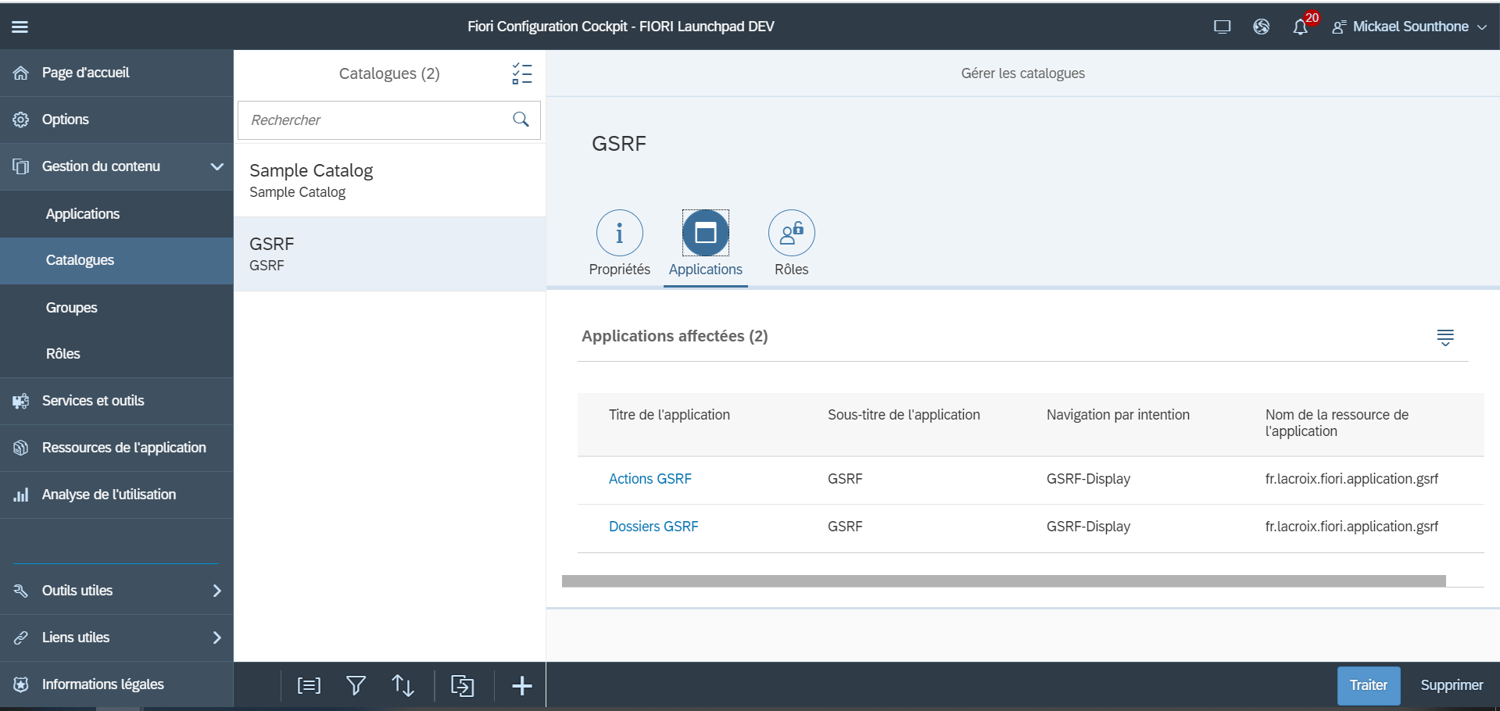 Fiori Configuration Cockpit - FIORI Launchpad DEV
20
Mickael Sounthone
Page d'accueil
Options
Gestion du contenu
Applications
Catalogues
Groupes
Rôles
Services et outils
Ressources de l'application
Analyse de l'utilisation
Outils utiles
Liens utiles
Informations légales
Catalogues (2)
Rechercher
Sample Catalog
Sample Catalog
GSRF
GSRF
Gérer les catalogues
GSRF
Propriétés Applications Rôles
Applications affectées (2)
Titre de l'application Sous-titre de l'application Navigation par intention Nom de la ressource de
l'application
Actions GSRF GSRF GSRF-Display fr.lacroix.fiori.application.gsrf
Dossiers GSRF GSRF GSRF-Display fr.lacroix.fiori.application.gsrf
Traiter Supprimer